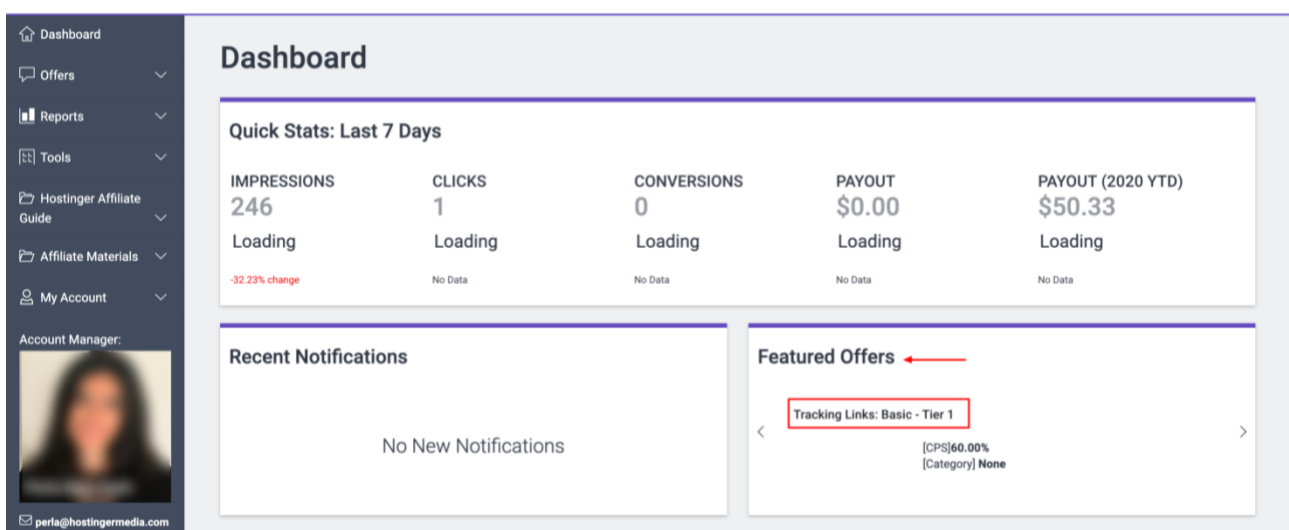 Dashboard
Offers
Reports
Tools
Hostinger Affiliate
Guide
Affiliate Materials
My Account
Account Manager:
perla@hostingermedia.com
Dashboard
Quick Stats: Last 7 Days
IMPRESSIONS CLICKS CONVERSIONS PAYOUT PAYOUT (2020 YTD)
246 1 0 $0.00 $50.33
Loading Loading Loading Loading Loading
-32.23% change No Data No Data No Data No Data
Recent Notifications
No New Notifications
Featured Offers
Tracking Links: Basic - Tier 1
[CPS]60.00%
[Category] None